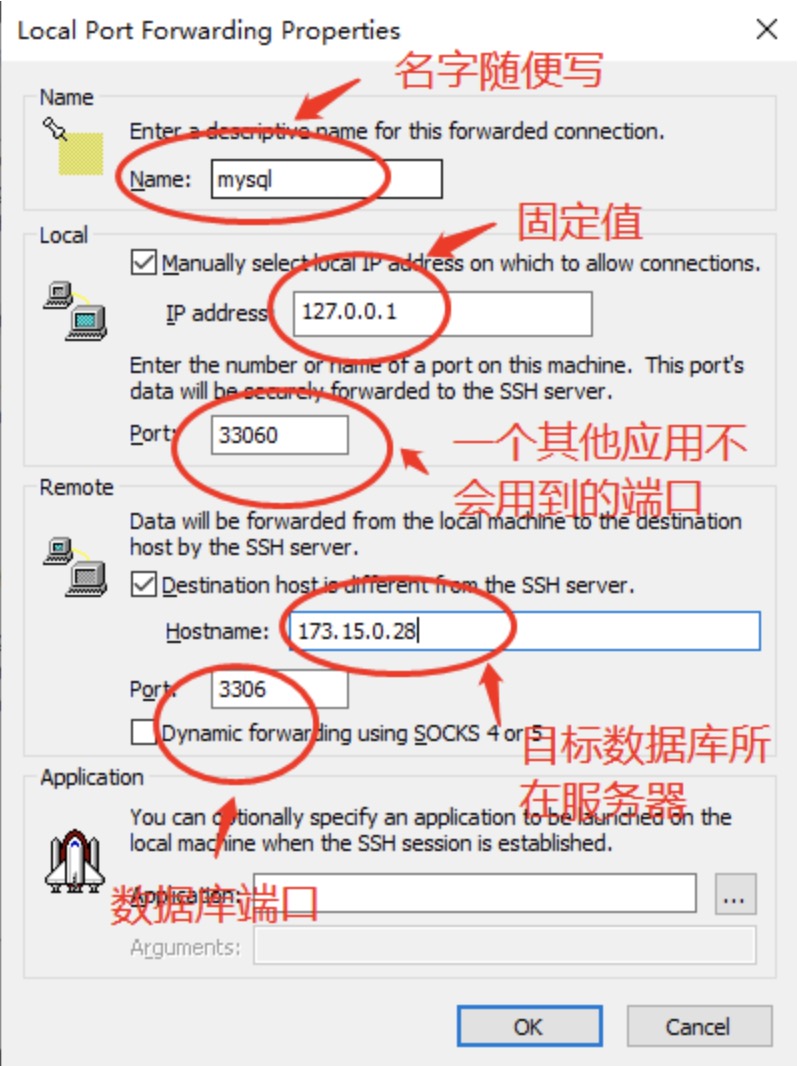 Local Port Forwarding Properties
名字随便写
Name
Enter a descriptive name for this forwarded connection.
Name: mysql
固定值
Local
Manually select local IP address on which to allow connections.
IP address: 127.0.0.1
Enter the number or name of a port on this machine. This port's
data will be securely forwarded to the SSH server.
Port: 33060
一个其他应用不
会用到的端口
Remote
Data will be forwarded from the local machine to the destination
host by the SSH server.
Destination host is different from the SSH server.
Hostname: 173.15.0.28
Port: 3306
Dynamic forwarding using SOCKS 4 or 5
目标数据库所
在服务器
Application
You can optionally specify an application to be launched on the
local machine when the SSH session is established.
数据库端口
Application:
...
Arguments:
OK
Cancel